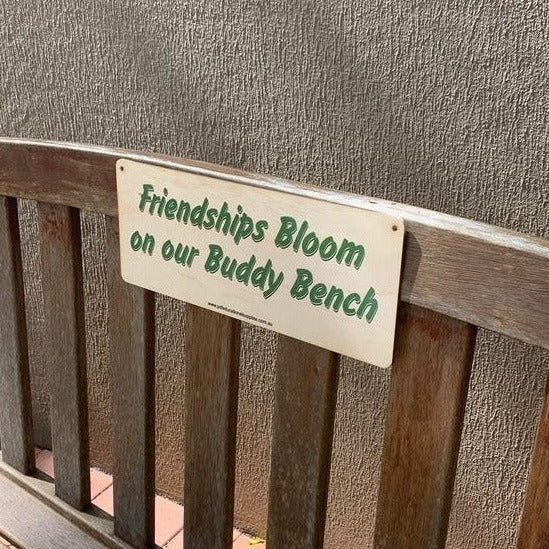 Friendships Bloom
on our Buddy Bench